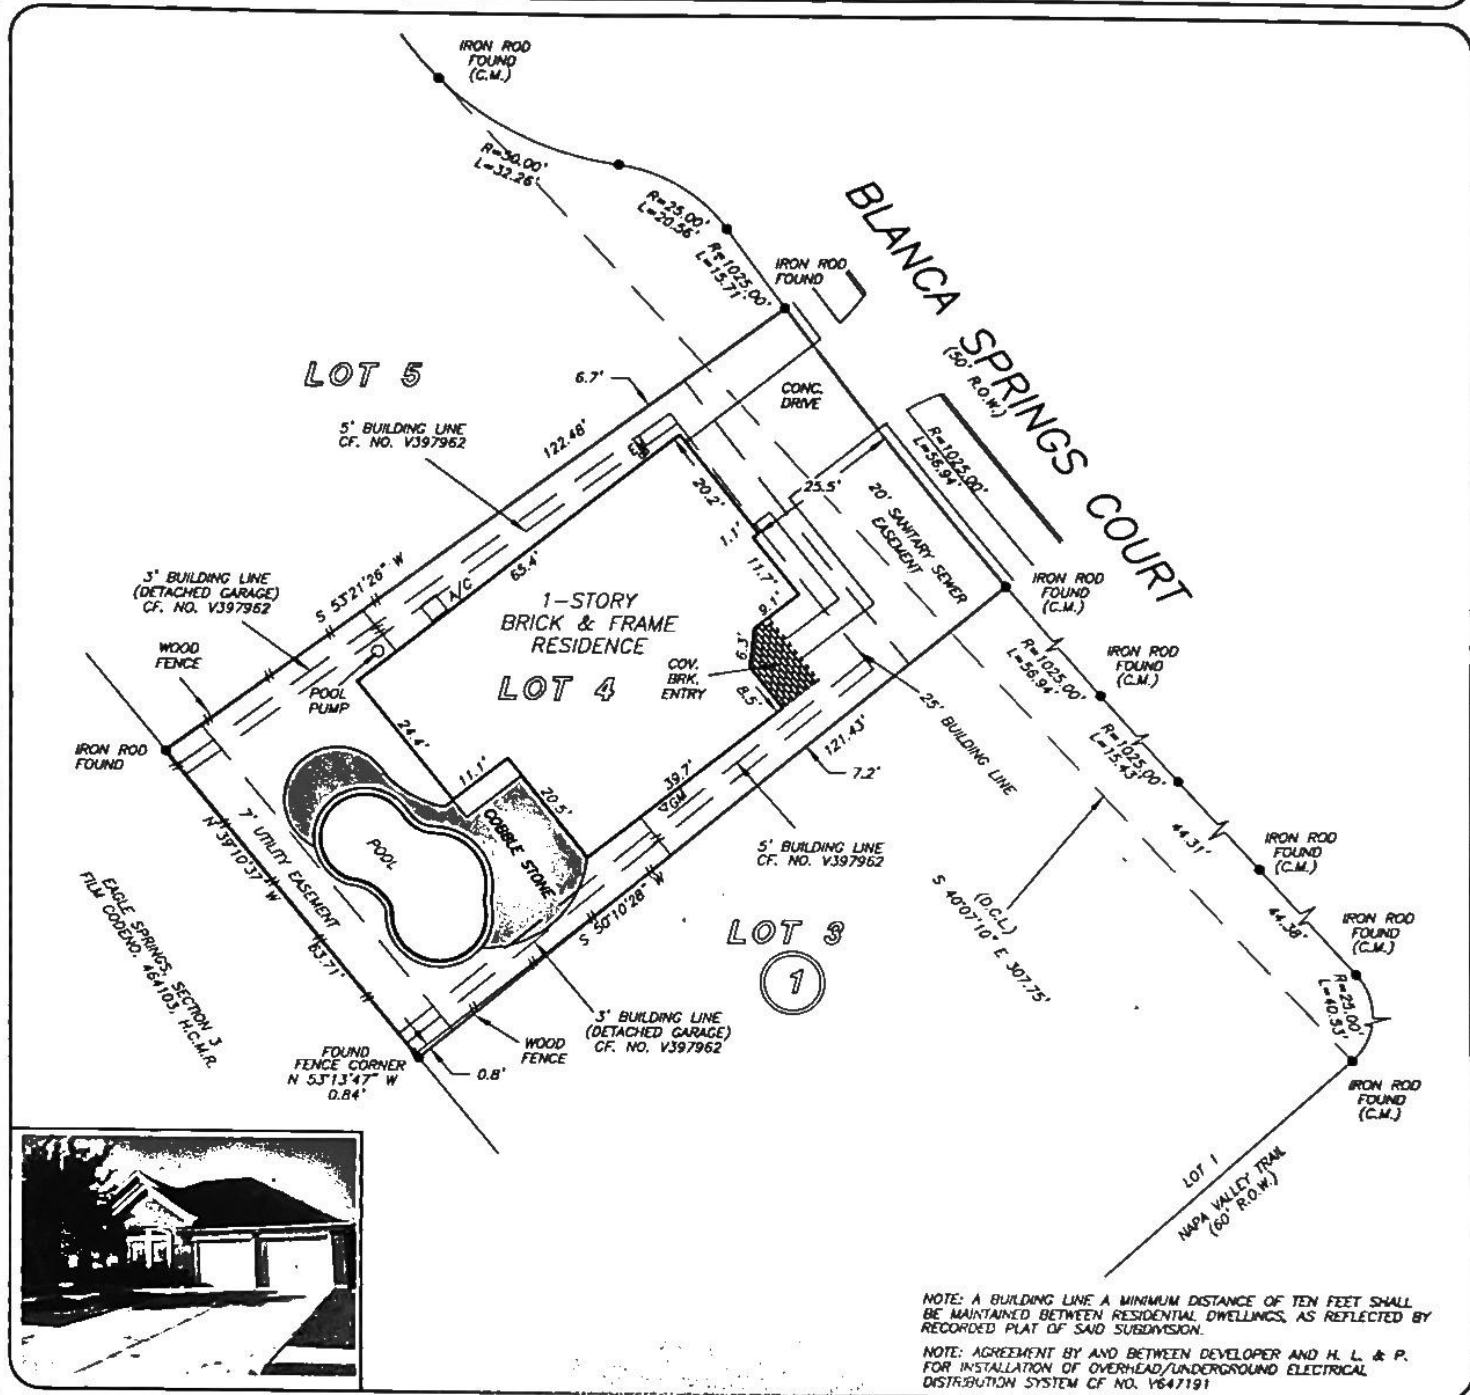 IRON ROD
FOUND
(C.M.)
R=50.00'
L=32.26'
R=25.00'
L=20.56'
R=1025.00'
L=15.71'
IRON ROD
FOUND
BLANCA SPRINGS COURT
(50' R.O.W.)
LOT 5
6.7'
5' BUILDING LINE
CF. NO. V397962
122.48'
CONC.
DRIVE
R=1025.00'
L=56.94'
25.5'
20' SANITARY SEWER
EASEMENT
20.2'
1.1'
11.7'
9.1'
6.3'
8.5'
65.4'
A/C
S 53°21'26" W
3' BUILDING LINE
(DETACHED GARAGE)
CF. NO. V397962
1-STORY
BRICK & FRAME
RESIDENCE
LOT 4
COV.
BRK.
ENTRY
IRON ROD
FOUND
(C.M.)
WOOD
FENCE
POOL
PUMP
IRON ROD
FOUND
(C.M.)
R=1025.00'
L=56.94'
IRON ROD
FOUND
24.4'
11.1'
20.5'
39.7'
GM
121.43'
7.2'
25' BUILDING LINE
R=1025.00'
L=15.43'
COBBLE STONE
POOL
7' UTILITY EASEMENT
N 39°10'37" W
63.71'
5' BUILDING LINE
CF. NO. V397962
44.31'
IRON ROD
FOUND
(C.M.)
EAGLE SPRINGS, SECTION 3
FILM CODENO. 464103, H.C.M.R.
S 50°10'28" W
(D.C.L.)
S 40°07'10" E 307.75'
44.38'
IRON ROD
FOUND
(C.M.)
LOT 3
1
R=25.00'
L=40.53'
3' BUILDING LINE
(DETACHED GARAGE)
CF. NO. V397962
WOOD
FENCE
FOUND
FENCE CORNER
N 53°13'47" W
0.84'
0.8'
IRON ROD
FOUND
(C.M.)
LOT 1
NAPA VALLEY TRAIL
(60' R.O.W.)
NOTE: A BUILDING LINE A MINIMUM DISTANCE OF TEN FEET SHALL
BE MAINTAINED BETWEEN RESIDENTIAL DWELLINGS, AS REFLECTED BY
RECORDED PLAT OF SAID SUBDIVISION.
NOTE: AGREEMENT BY AND BETWEEN DEVELOPER AND H. L. & P.
FOR INSTALLATION OF OVERHEAD/UNDERGROUND ELECTRICAL
DISTRIBUTION SYSTEM CF NO. V647191